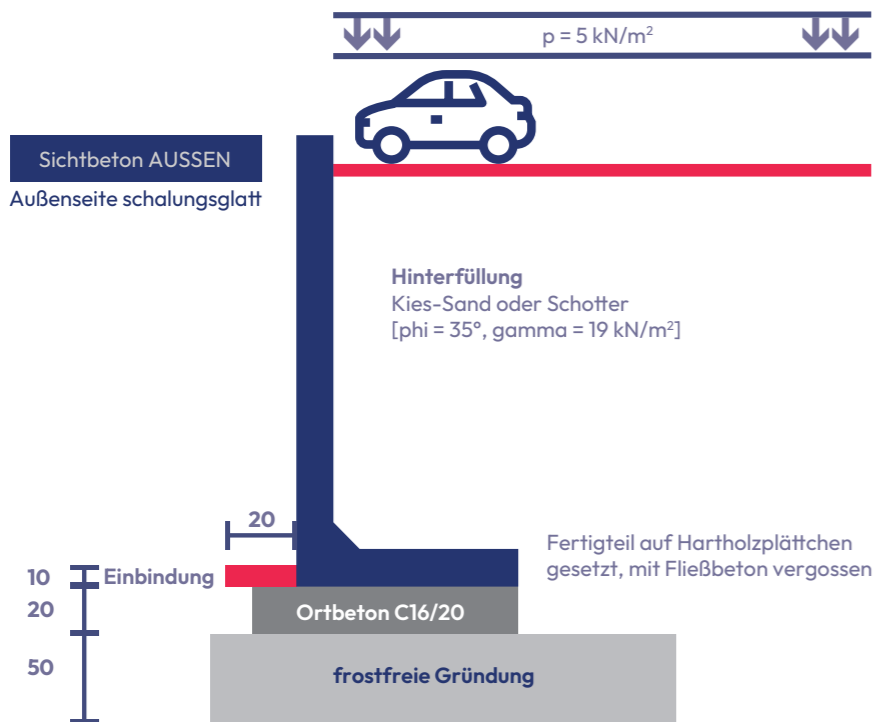 p = 5 kN/m²
Sichtbeton AUSSEN
Außenseite schalungsglatt
Hinterfüllung
Kies-Sand oder Schotter
[phi = 35°, gamma = 19 kN/m²]
20
Fertigteil auf Hartholzplättchen
gesetzt, mit Fließbeton vergossen
10
Einbindung
20
Ortbeton C16/20
50
frostfreie Gründung